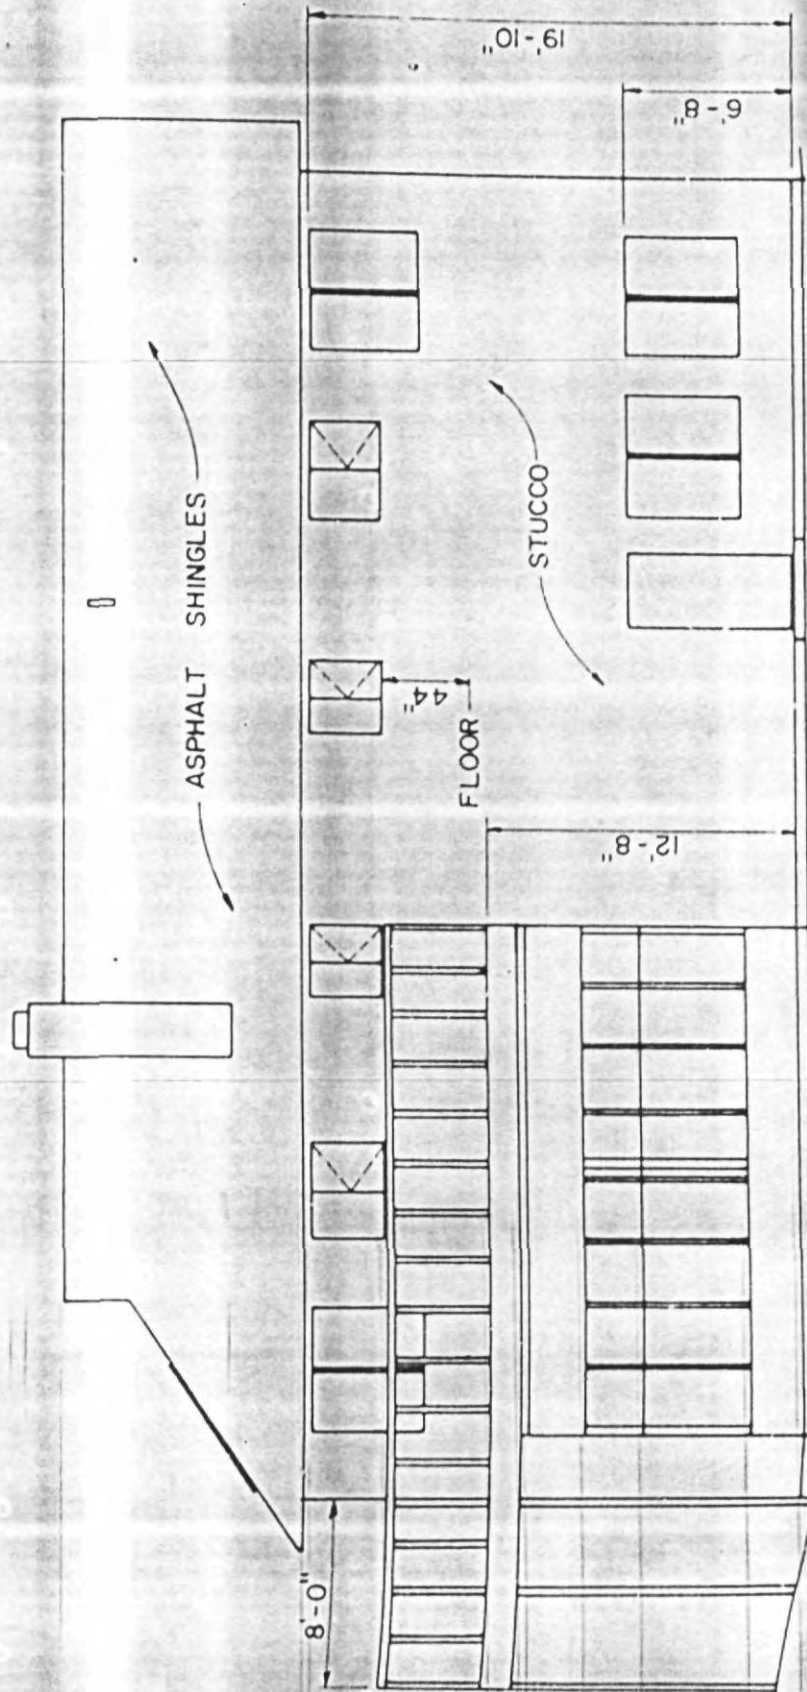 19'-10"
6'-8"
ASPHALT SHINGLES
STUCCO
44"
FLOOR
12'-8"
8'-0"